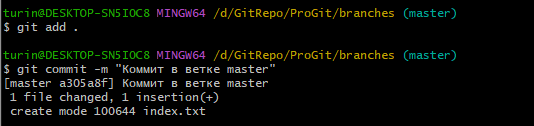 turin@DESKTOP-SN5IOC8 MINGW64 /d/GitRepo/ProGit/branches (master)
$ git add .
turin@DESKTOP-SN5IOC8 MINGW64 /d/GitRepo/ProGit/branches (master)
$ git commit -m "Коммит в ветке master"
[master a305a8f] Коммит в ветке master
 1 file changed, 1 insertion(+)
 create mode 100644 index.txt